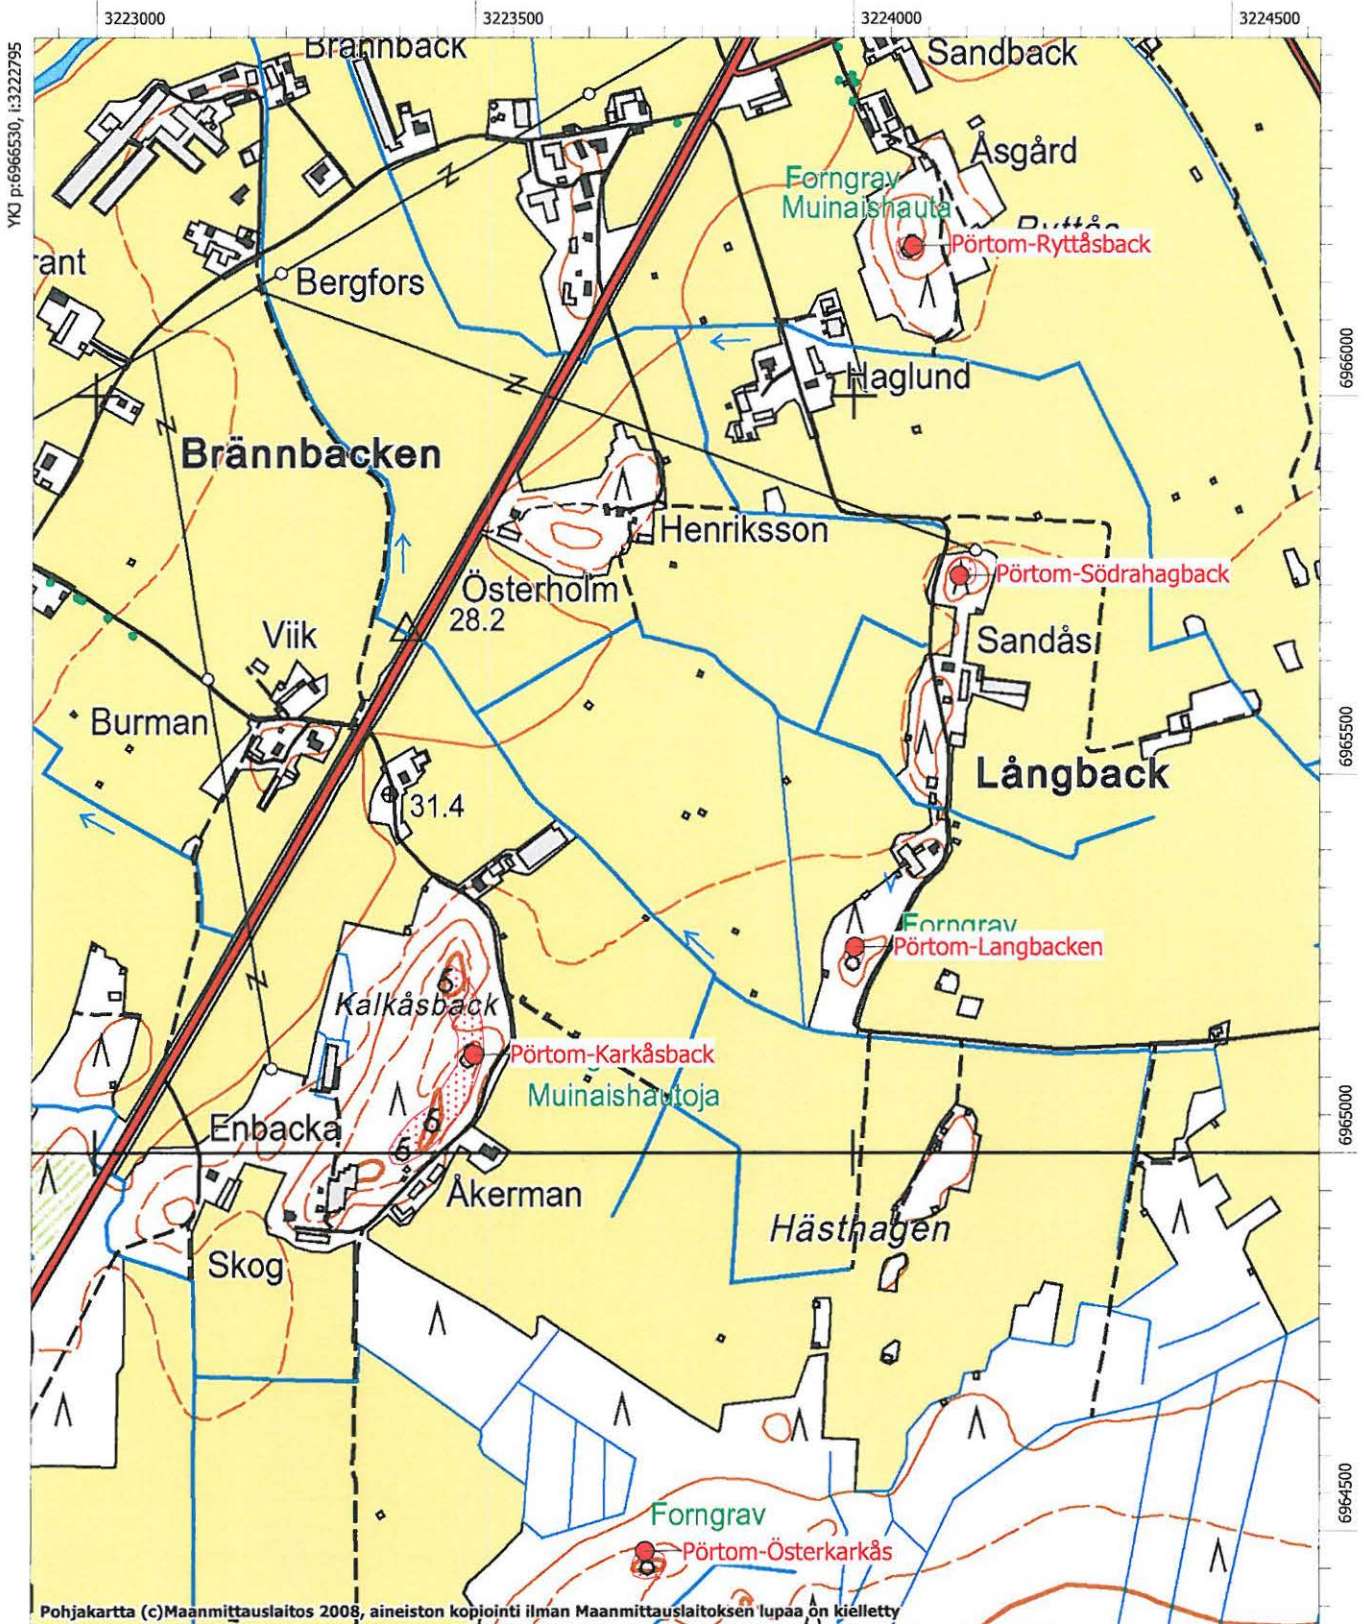 3223000
3223500
3224000
3224500
YKJ p:6966530, i:3222795
Brännback
Sandback
Åsgård
Forngrav
Muinaishauta
Pörtom-Ryttåsback
Bergfors
6966000
Haglund
Brännbacken
Henriksson
Österholm
28.2
Pörtom-Södrahagback
Viik
Sandås
Burman
6965500
Långback
31.4
Forngrav
Pörtom-Langbacken
Kalkåsback
Pörtom-Karkåsback
Muinaishautoja
6965000
Enbacka
Åkerman
Hästhagen
Skog
6964500
Forngrav
Pörtom-Österkarkås
Pohjakartta (c)Maanmittauslaitos 2008, aineiston kopiointi ilman Maanmittauslaitoksen lupaa on kielletty